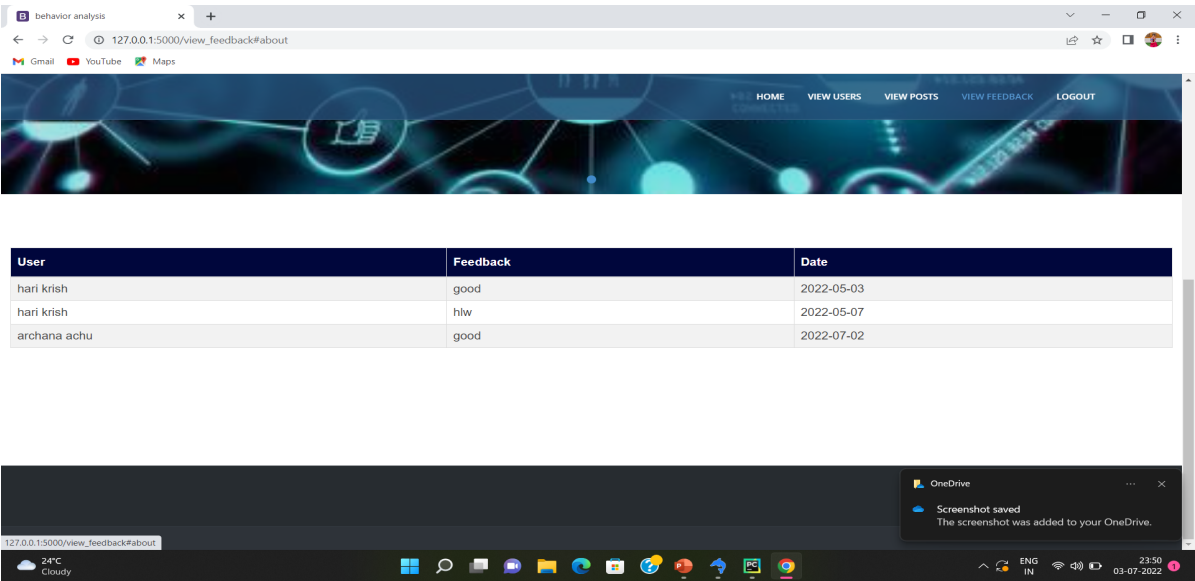 behavior analysis
127.0.0.1:5000/view_feedback#about
Gmail YouTube Maps
HOME VIEW USERS VIEW POSTS VIEW FEEDBACK LOGOUT
User Feedback Date
hari krish good 2022-05-03
hari krish hlw 2022-05-07
archana achu good 2022-07-02
OneDrive
Screenshot saved
The screenshot was added to your OneDrive.
127.0.0.1:5000/view_feedback#about
24°C
Cloudy
ENG
IN
23:50
03-07-2022
1